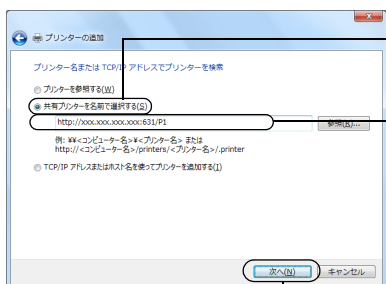 プリンターの追加
プリンター名または TCP/IP アドレスでプリンターを検索
プリンターを参照する(W)
共有プリンターを名前で選択する(S)
http://xxx.xxx.xxx.xxx:631/P1
参照(R)...
例: ¥¥<コンピューター名>¥<プリンター名> または
http://<コンピューター名>/printers/<プリンター名>/.printer
TCP/IP アドレスまたはホスト名を使ってプリンターを追加する(I)
次へ(N)
キャンセル